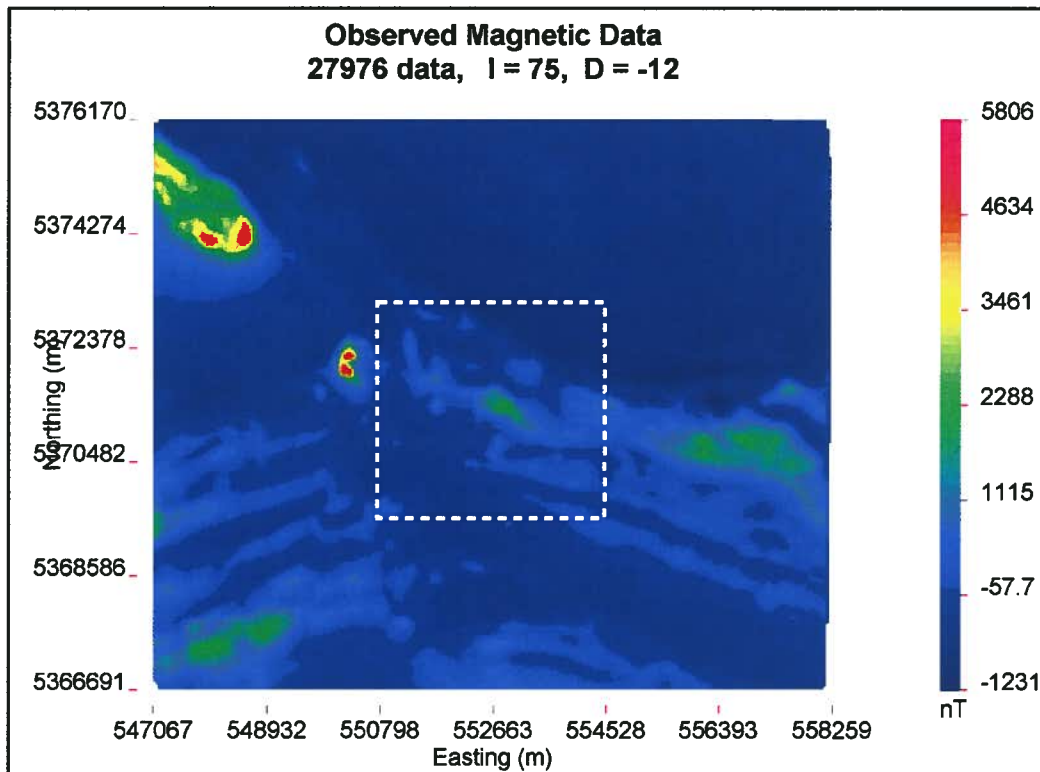 Observed Magnetic Data
27976 data, I = 75, D = -12
5376170
5374274
5372378
5370482
5368586
5366691
Northing (m)
547067 548932 550798 552663 554528 556393 558259
Easting (m)
5806
4634
3461
2288
1115
-57.7
-1231
nT